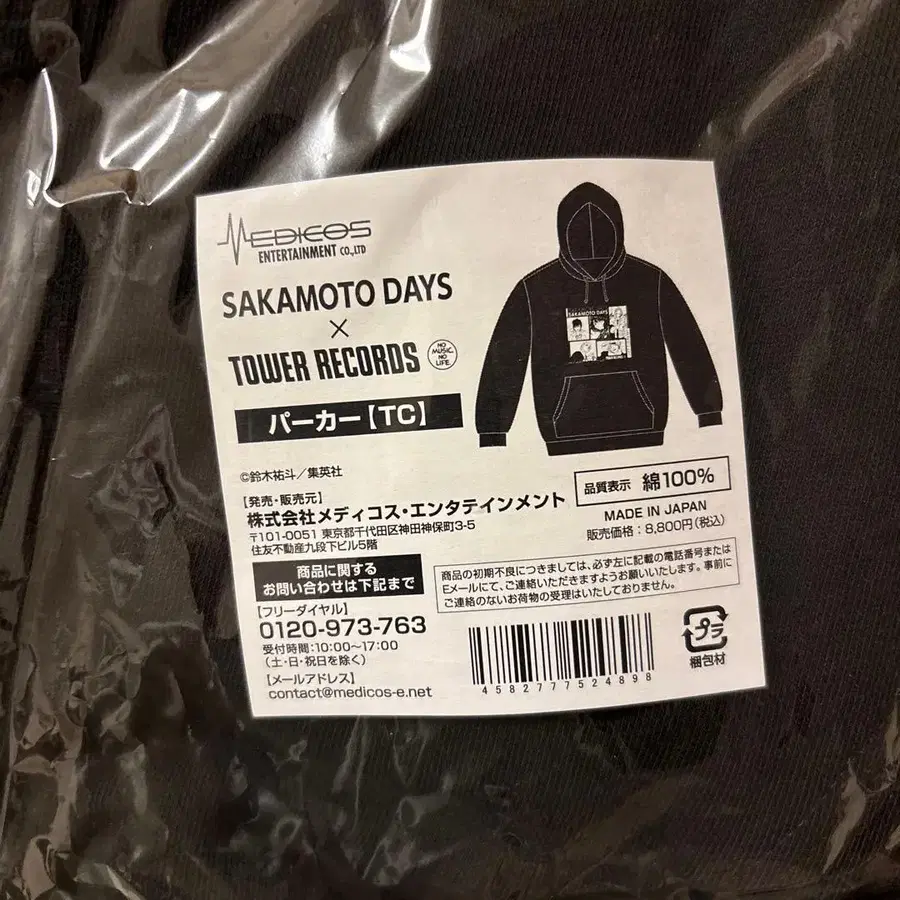 MEDICOS
ENTERTAINMENT CO.,LTD
SAKAMOTO DAYS
×
TOWER RECORDS
NO
MUSIC,
NO
LIFE.
パーカー【TC】
SAKAMOTO DAYS
©鈴木祐斗／集英社
【発売・販売元】
株式会社メディコス・エンタテインメント
〒101-0051 東京都千代田区神田神保町3-5
住友不動産九段下ビル5階
品質表示 綿100%
MADE IN JAPAN
販売価格：8,800円（税込）
商品に関する
お問い合わせは下記まで
【フリーダイヤル】
0120-973-763
受付時間：10:00～17:00
（土・日・祝日を除く）
【メールアドレス】
contact@medicos-e.net
商品の初期不良につきましては、必ず左に記載の電話番号または
Eメールにて、ご連絡いただきますようお願いいたします。事前に
ご連絡のないお荷物の受理はいたしておりません。
4582777524898
プラ
梱包材